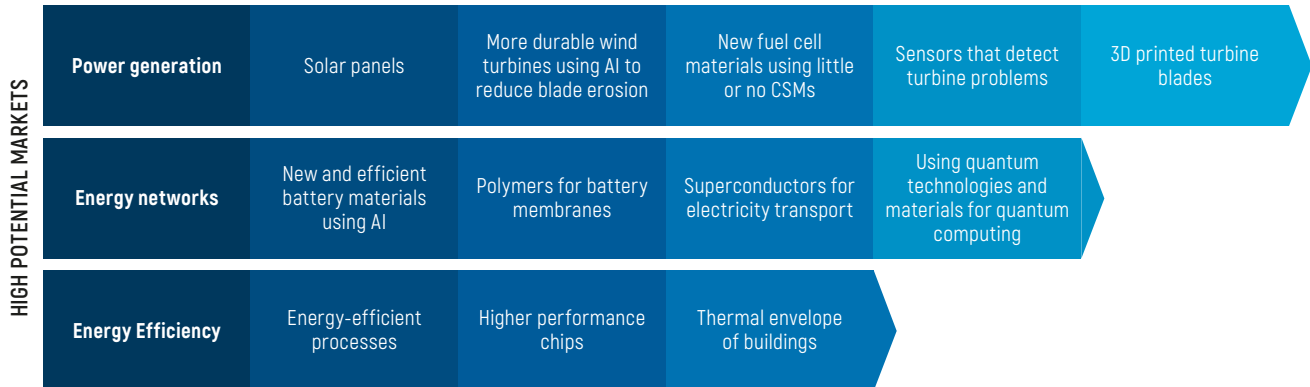 HIGH POTENTIAL MARKETS
Power generation
Solar panels
More durable wind
turbines using AI to
reduce blade erosion
New fuel cell
materials using little
or no CSMs
Sensors that detect
turbine problems
3D printed turbine
blades
Energy networks
New and efficient
battery materials
using AI
Polymers for battery
membranes
Superconductors for
electricity transport
Using quantum
technologies and
materials for quantum
computing
Energy Efficiency
Energy-efficient
processes
Higher performance
chips
Thermal envelope
of buildings